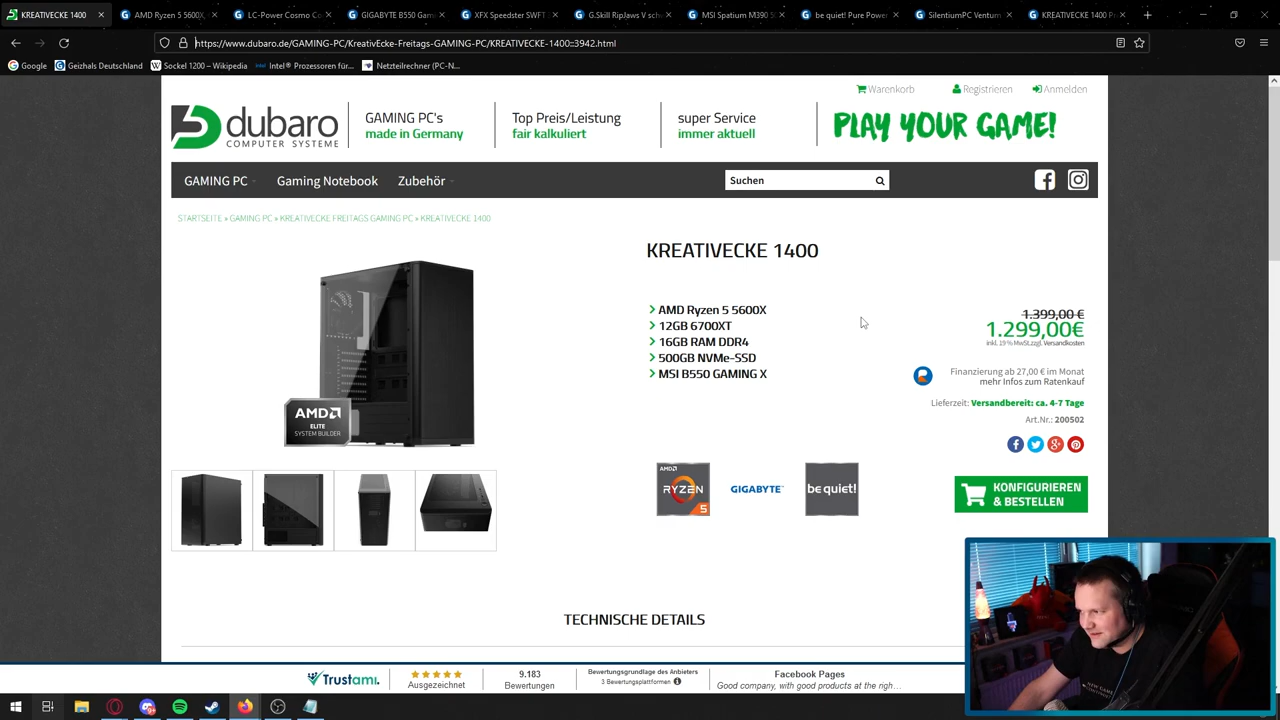 KREATIVECKE 1400
AMD Ryzen 5 5600X,
LC-Power Cosmo Co
GIGABYTE B550 Gami
XFX Speedster SWFT
G.Skill RipJaws V sch
MSI Spatium M390 5
be quiet! Pure Power
SilentiumPC Ventum
KREATIVECKE 1400 P
https://www.dubaro.de/GAMING-PC/KreativEcke-Freitags-GAMING-PC/KREATIVECKE-1400::3942.html
Google
Geizhals Deutschland
Sockel 1200 – Wikipedia
Intel® Prozessoren für...
Netzteilrechner (PC-N...
Warenkorb
Registrieren
Anmelden
dubaro
COMPUTER SYSTEME
GAMING PC's
made in Germany
Top Preis/Leistung
fair kalkuliert
super Service
immer aktuell
PLAY YOUR GAME!
GAMING PC
Gaming Notebook
Zubehör
Suchen
STARTSEITE » GAMING PC » KREATIVECKE FREITAGS GAMING PC » KREATIVECKE 1400
KREATIVECKE 1400
AMD Ryzen 5 5600X
12GB 6700XT
16GB RAM DDR4
500GB NVMe-SSD
MSI B550 GAMING X
1.399,00 €
1.299,00€
inkl. 19 % MwSt.zzgl. Versandkosten
Finanzierung ab 27,00 € im Monat
mehr Infos zum Ratenkauf
Lieferzeit: Versandbereit: ca. 4-7 Tage
Art.Nr.: 200502
AMD
ELITE
SYSTEM BUILDER
AMD
RYZEN
5
GIGABYTE
be quiet!
KONFIGURIEREN
& BESTELLEN
TECHNISCHE DETAILS
Trustami.
Ausgezeichnet
9.183
Bewertungen
Bewertungsgrundlage des Anbieters
3 Bewertungsplattformen
Facebook Pages
Good company, with good products at the righ...